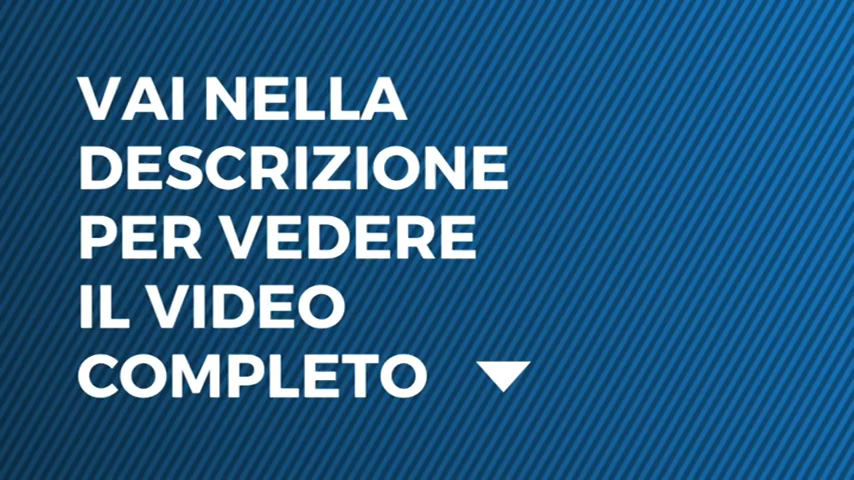 VAI NELLA
DESCRIZIONE
PER VEDERE
IL VIDEO
COMPLETO